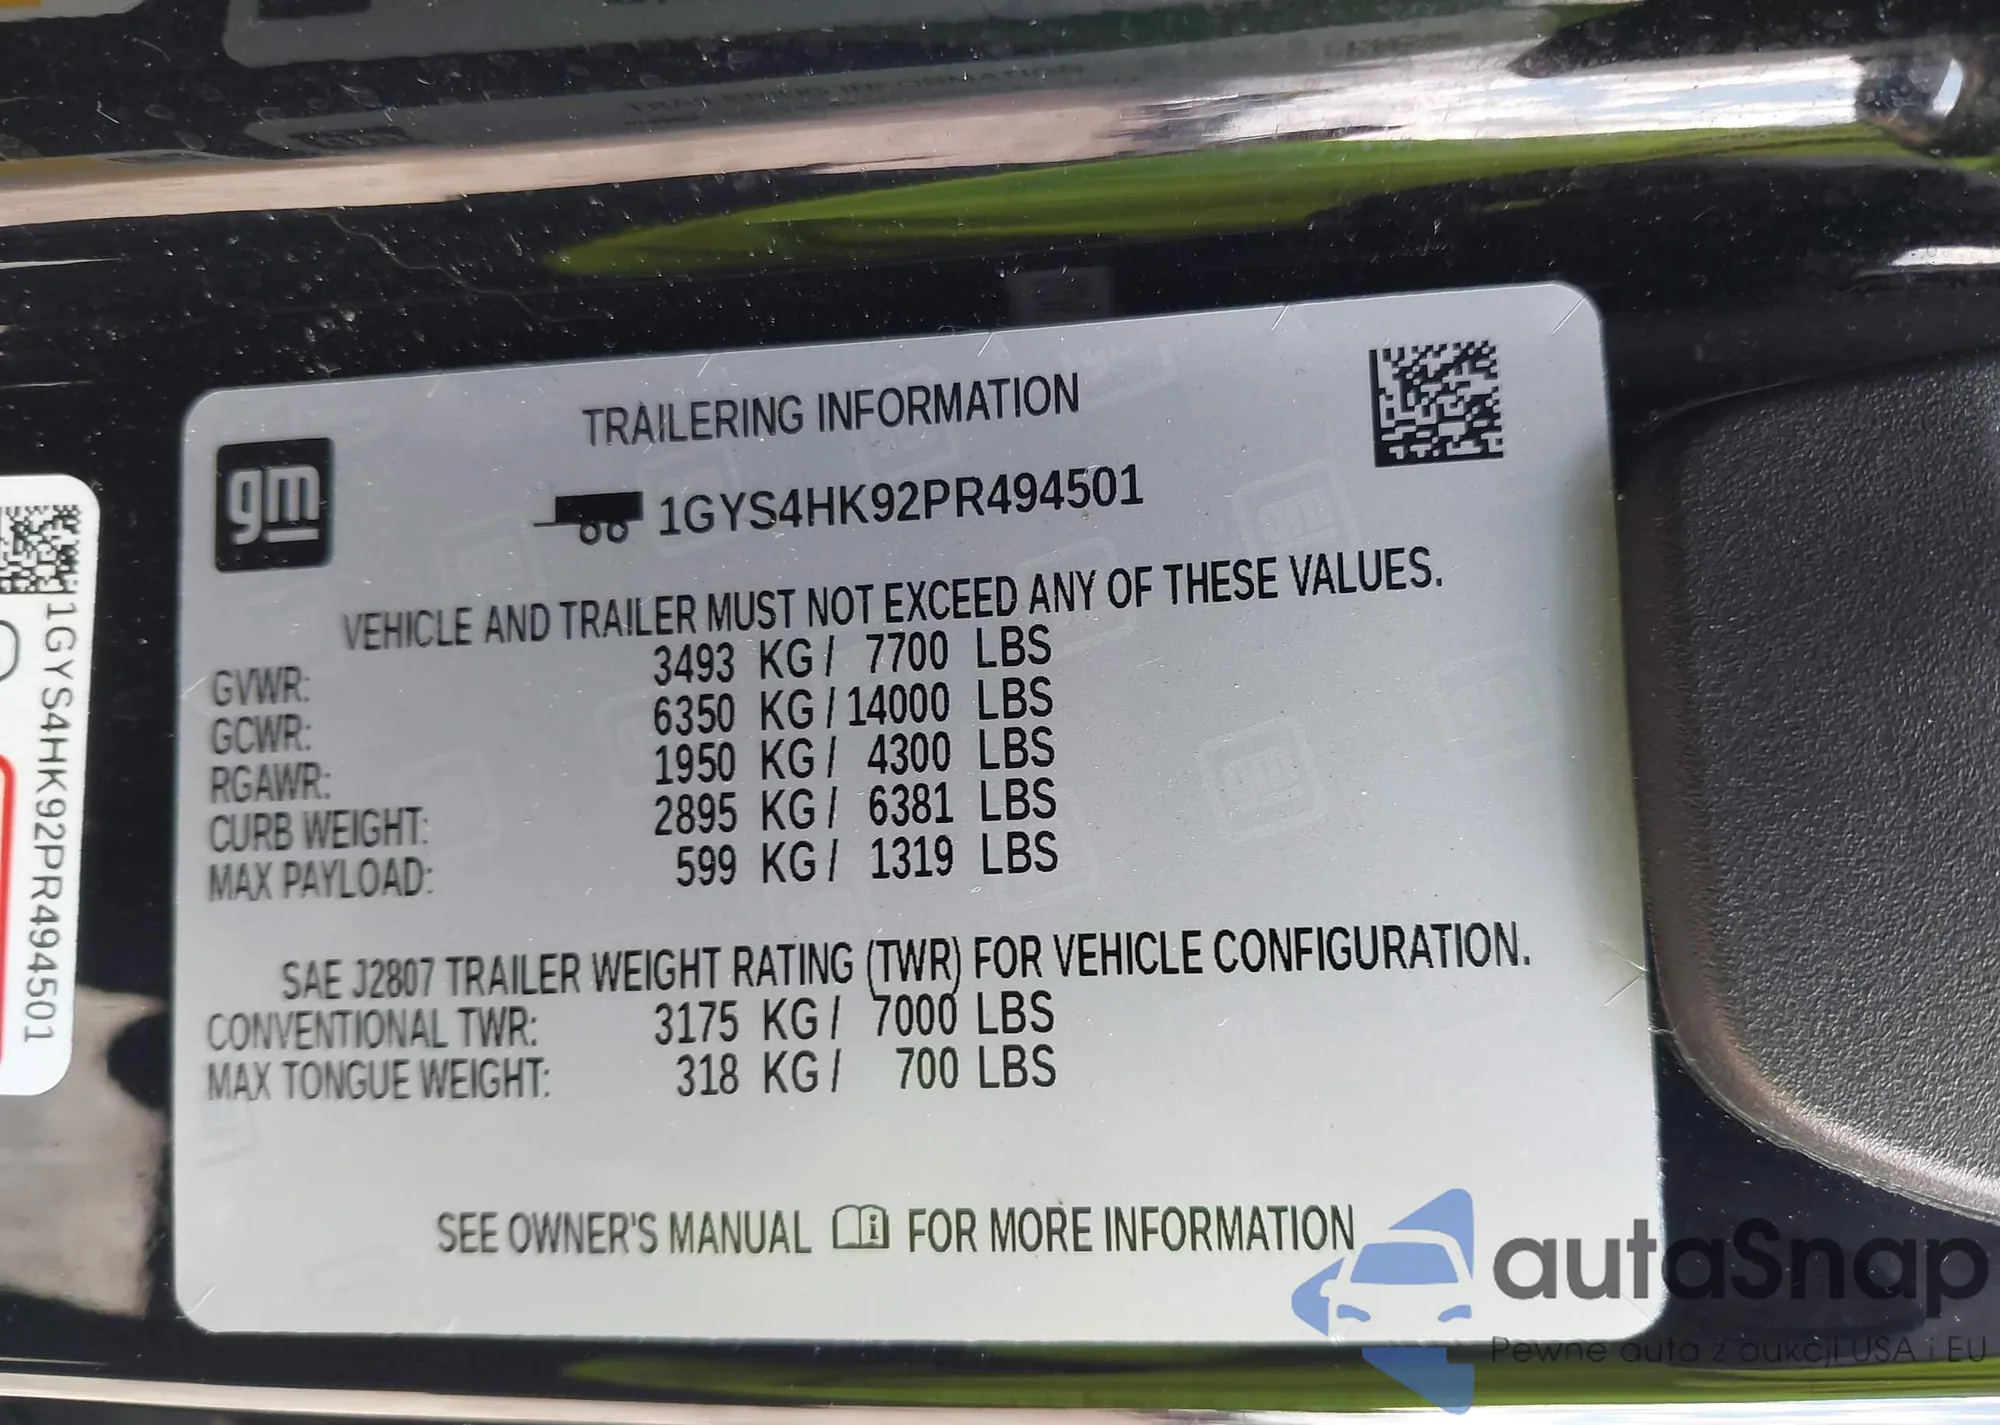 TRAILERING INFORMATION
gm
1GYS4HK92PR494501
VEHICLE AND TRAILER MUST NOT EXCEED ANY OF THESE VALUES.
GVWR: 3493 KG/ 7700 LBS
GCWR: 6350 KG/14000 LBS
RGAWR: 1950 KG/ 4300 LBS
CURB WEIGHT: 2895 KG/ 6381 LBS
MAX PAYLOAD: 599 KG/ 1319 LBS
SAE J2807 TRAILER WEIGHT RATING (TWR) FOR VEHICLE CONFIGURATION.
CONVENTIONAL TWR: 3175 KG/ 7000 LBS
MAX TONGUE WEIGHT: 318 KG/ 700 LBS
SEE OWNER'S MANUAL i FOR MORE INFORMATION
1GYS4HK92PR494501
autaSnap
Pewne auta z aukcji USA i EU